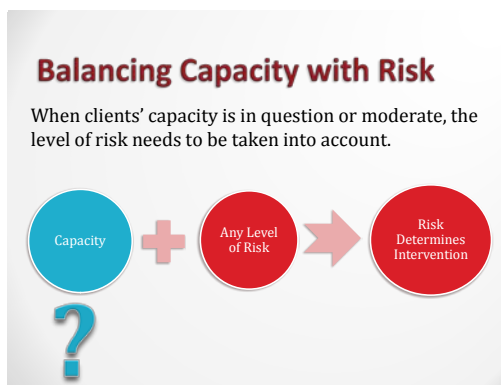 Balancing Capacity with Risk
When clients’ capacity is in question or moderate, the
level of risk needs to be taken into account.
Capacity
Any Level
of Risk
Risk
Determines
Intervention
?